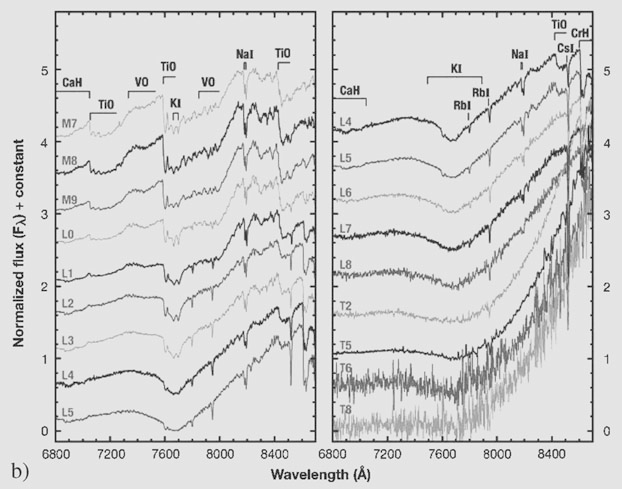 5
4
3
2
1
0
Normalized flux (Fλ) + constant
CaH
TiO
VO
TiO
KI
VO
NaI
TiO
M7
M8
M9
L0
L1
L2
L3
L4
L5
6800 7200 7600 8000 8400
CaH
KI
RbI
RbI
NaI
TiO
CsI
CrH
L4
L5
L6
L7
L8
T2
T5
T6
T8
6800 7200 7600 8000 8400
5
4
3
2
1
0
Wavelength (Å)
b)